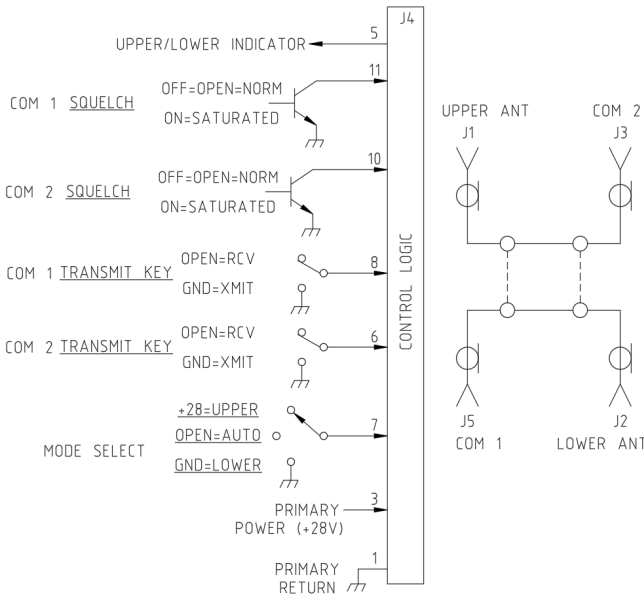 J4
UPPER/LOWER INDICATOR
5
COM 1 SQUELCH
OFF=OPEN=NORM
ON=SATURATED
11
COM 2 SQUELCH
OFF=OPEN=NORM
ON=SATURATED
10
COM 1 TRANSMIT KEY
OPEN=RCV
GND=XMIT
8
COM 2 TRANSMIT KEY
OPEN=RCV
GND=XMIT
6
MODE SELECT
+28=UPPER
OPEN=AUTO
GND=LOWER
7
PRIMARY
POWER (+28V)
3
PRIMARY
RETURN
1
CONTROL LOGIC
UPPER ANT
J1
COM 2
J3
J5
COM 1
J2
LOWER ANT